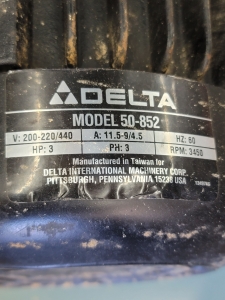 DELTA
MODEL 50-852
V: 200-220/440 A: 11.5-9/4.5 HZ: 60
HP: 3 PH: 3 RPM: 3450
Manufactured in Taiwan for
DELTA INTERNATIONAL MACHINERY CORP.
PITTSBURGH, PENNSYLVANIA 15238 USA